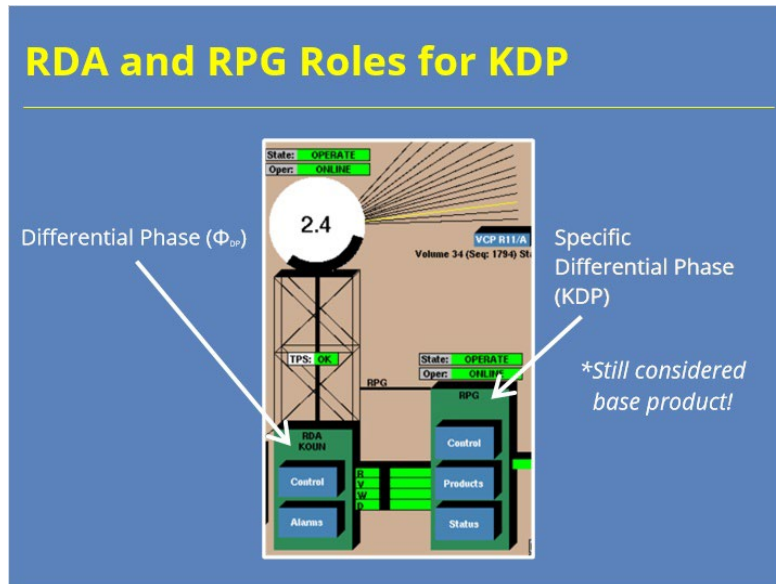 RDA and RPG Roles for KDP
State: OPERATE
Oper: ONLINE
2.4
Differential Phase (ΦDP)
VCP R11/A
Volume 34 (Seq: 1794) St
Specific
Differential Phase
(KDP)
TPS: OK
State: OPERATE
Oper: ONLINE
RPG
RPG
*Still considered
base product!
RDA
KOUN
Control
Alarms
R
V
W
D
Control
Products
Status